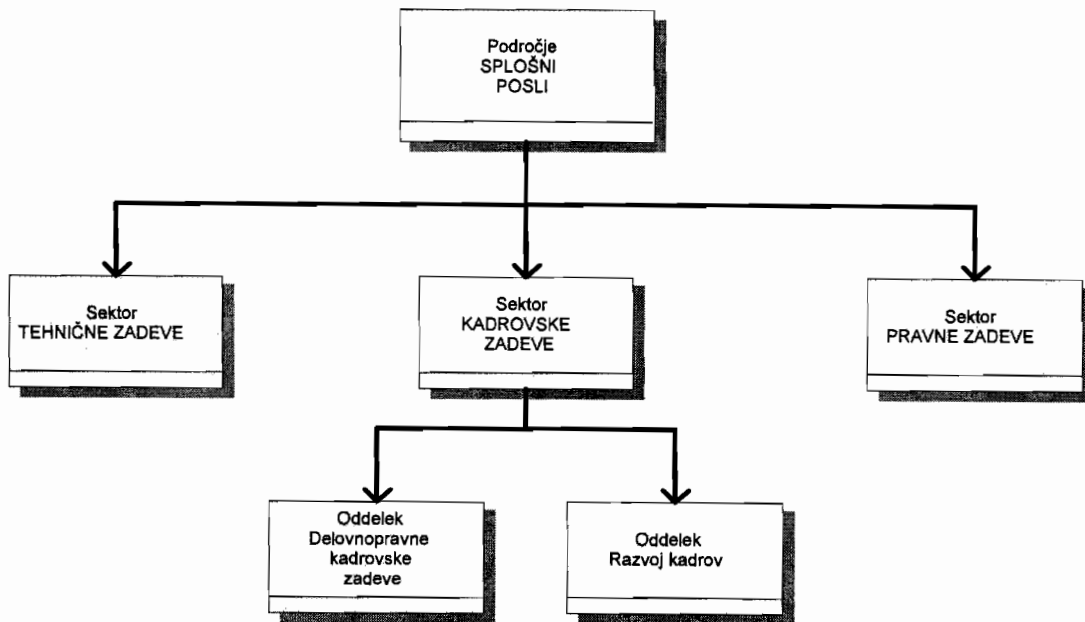 Področje
SPLOŠNI
POSLI
Sektor
TEHNIČNE ZADEVE
Sektor
KADROVSKE
ZADEVE
Sektor
PRAVNE ZADEVE
Oddelek
Delovnopravne
kadrovske
zadeve
Oddelek
Razvoj kadrov